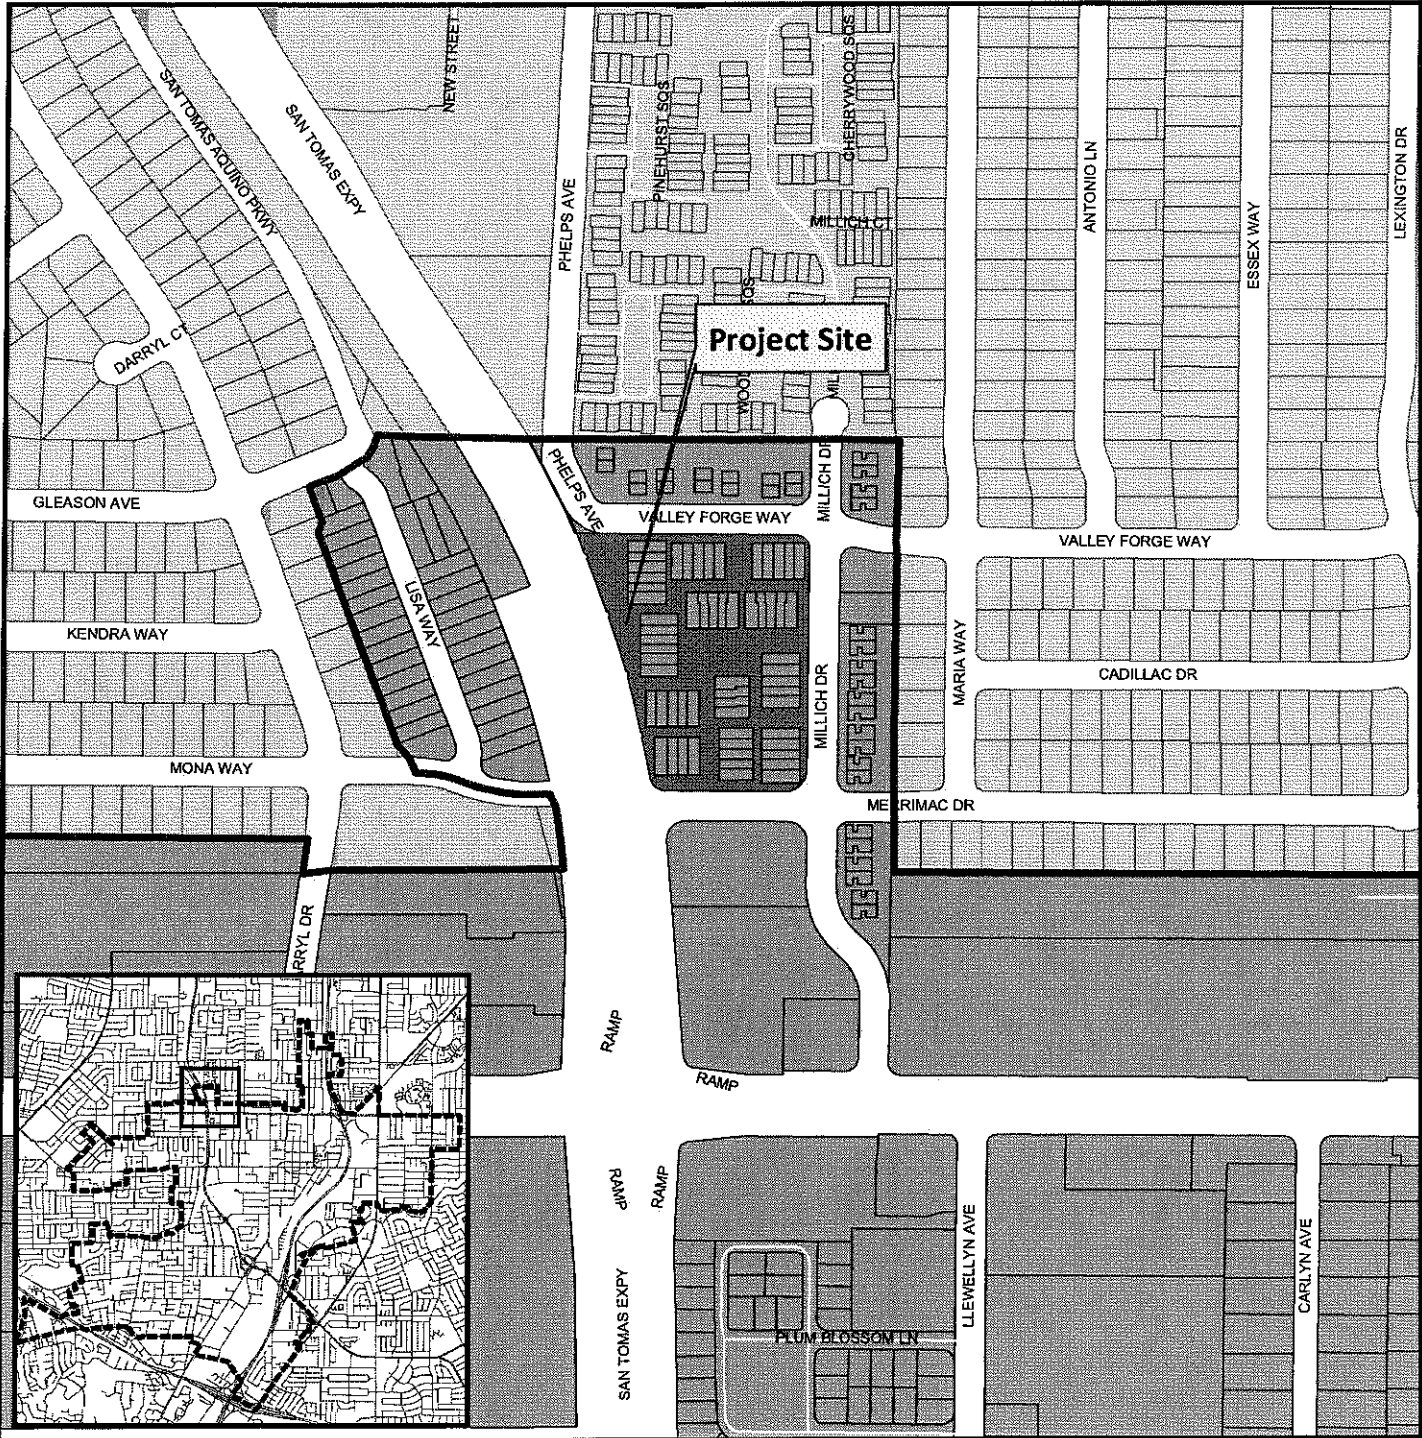 NEW STREET
SAN TOMAS AQUINO PKWY
SAN TOMAS EXPY
PHELPS AVE
PINEHURST SQS
CHERRYWOOD SQS
MILLICH CT
ANTONIO LN
ESSEX WAY
LEXINGTON DR
DARRYL CT
Project Site
GLEASON AVE
PHELPS AVE
MILLICH DR
VALLEY FORGE WAY
VALLEY FORGE WAY
KENDRA WAY
LISA WAY
MARIA WAY
CADILLAC DR
MILLICH DR
MONA WAY
MERRIMAC DR
RAMP
RAMP
RAMP
RAMP
SAN TOMAS EXPY
PLUM BLOSSOM LN
LLEWELLYN AVE
CARLYN AVE